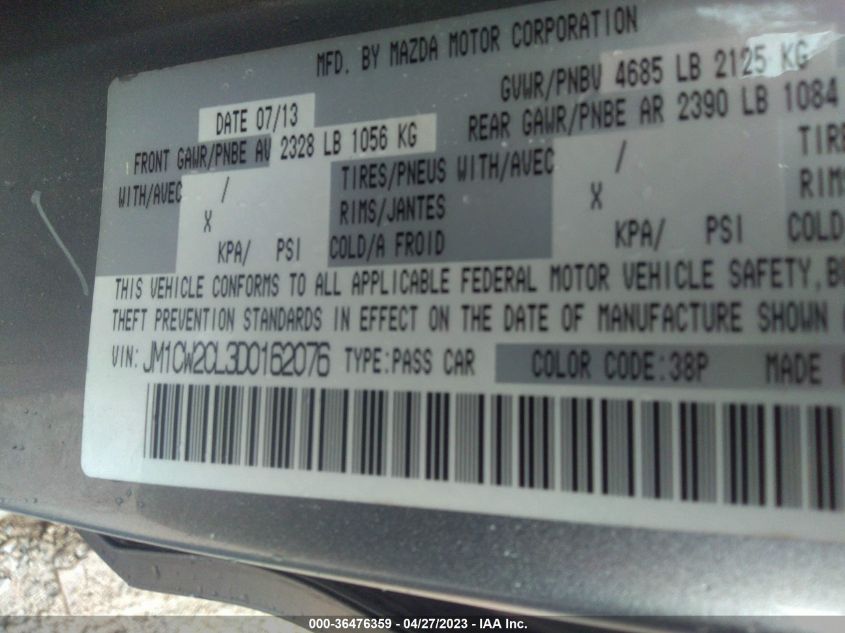 MFD. BY MAZDA MOTOR CORPORATION
DATE 07/13 GVWR/PNBV 4685 LB 2125 KG
FRONT GAWR/PNBE AV 2328 LB 1056 KG REAR GAWR/PNBE AR 2390 LB 1084
WITH/AVEC / TIRES/PNEUS WITH/AVEC /
X RIMS/JANTES X
KPA/ PSI COLD/A FROID KPA/ PSI COLD
THIS VEHICLE CONFORMS TO ALL APPLICABLE FEDERAL MOTOR VEHICLE SAFETY,
THEFT PREVENTION STANDARDS IN EFFECT ON THE DATE OF MANUFACTURE SHOWN
VIN: JM1CW2CL3D0162076 TYPE:PASS CAR COLOR CODE:38P MADE
000-36476359 - 04/27/2023 - IAA Inc.